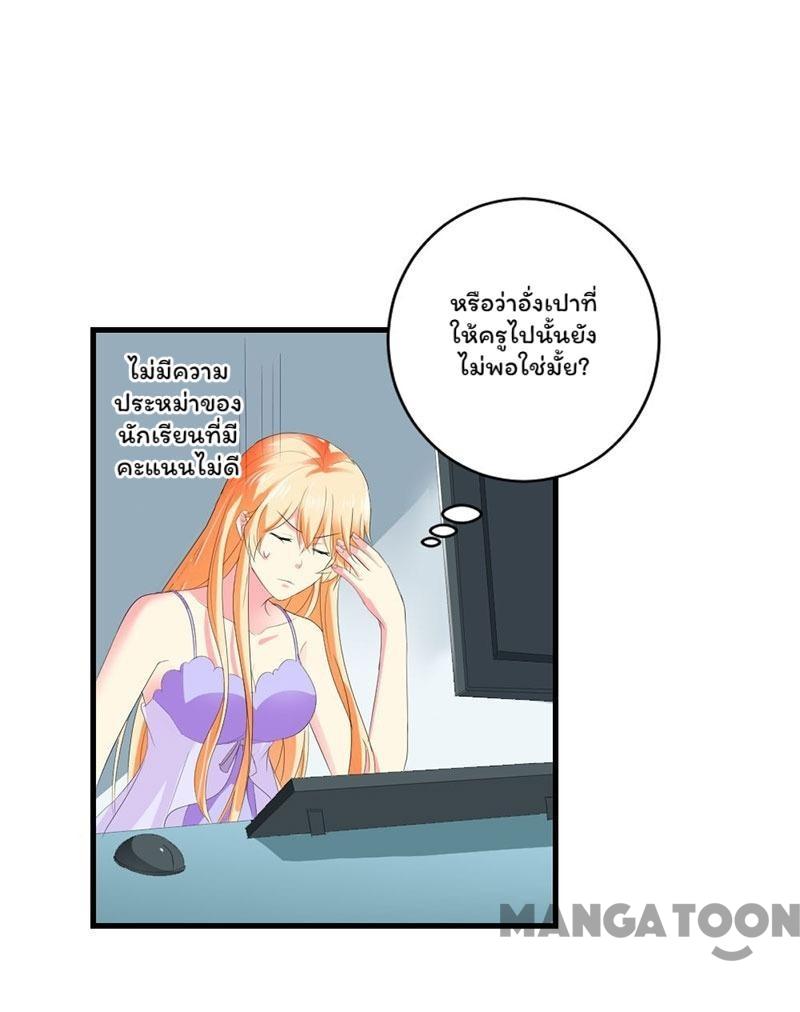 หรือว่าอั่งเปาที่
ให้ครูไปนั้นยัง
ไม่พอใช่มั้ย?
ไม่มีความ
ประหม่าของ
นักเรียนที่มี
คะแนนไม่ดี
MANGATOON